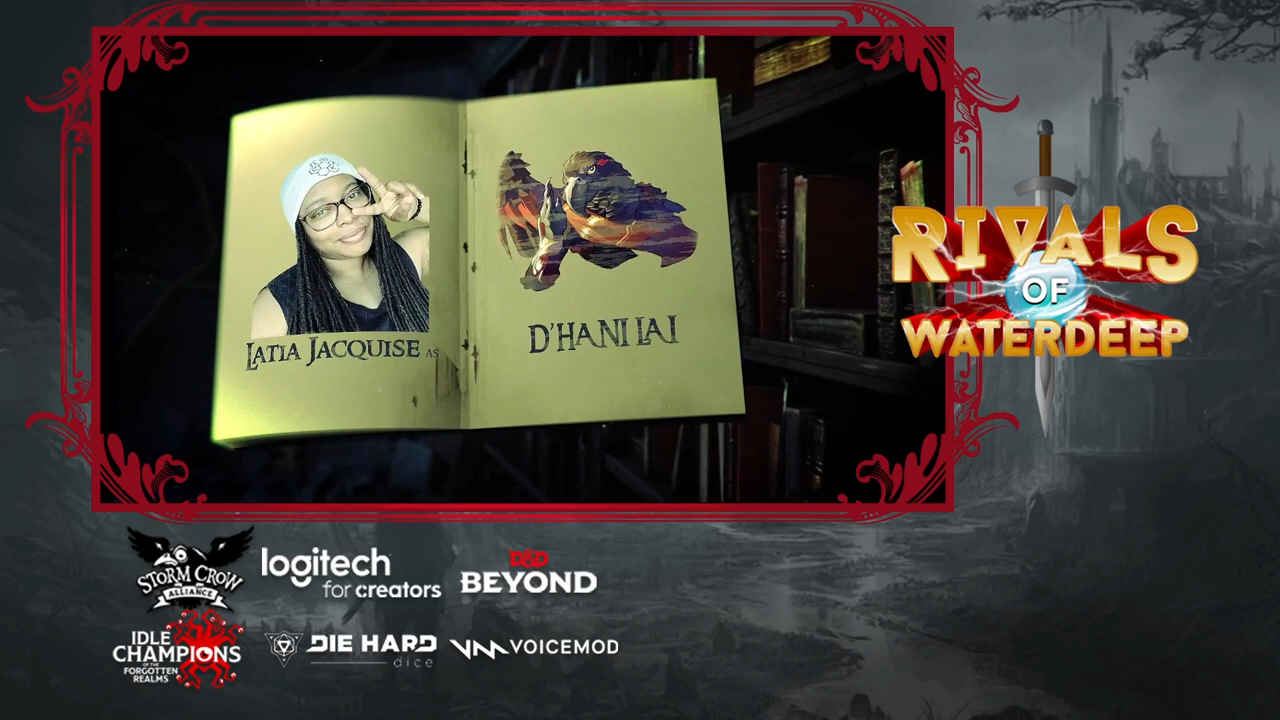 LATIA JACQUISE AS
D'HANI LAI
RIVALS
OF
WATERDEEP
STORM CROW
ALLIANCE
logitech
for creators
D&D
BEYOND
IDLE
CHAMPIONS
OF THE
FORGOTTEN
REALMS
DIE HARD
dice
VOICEMOD